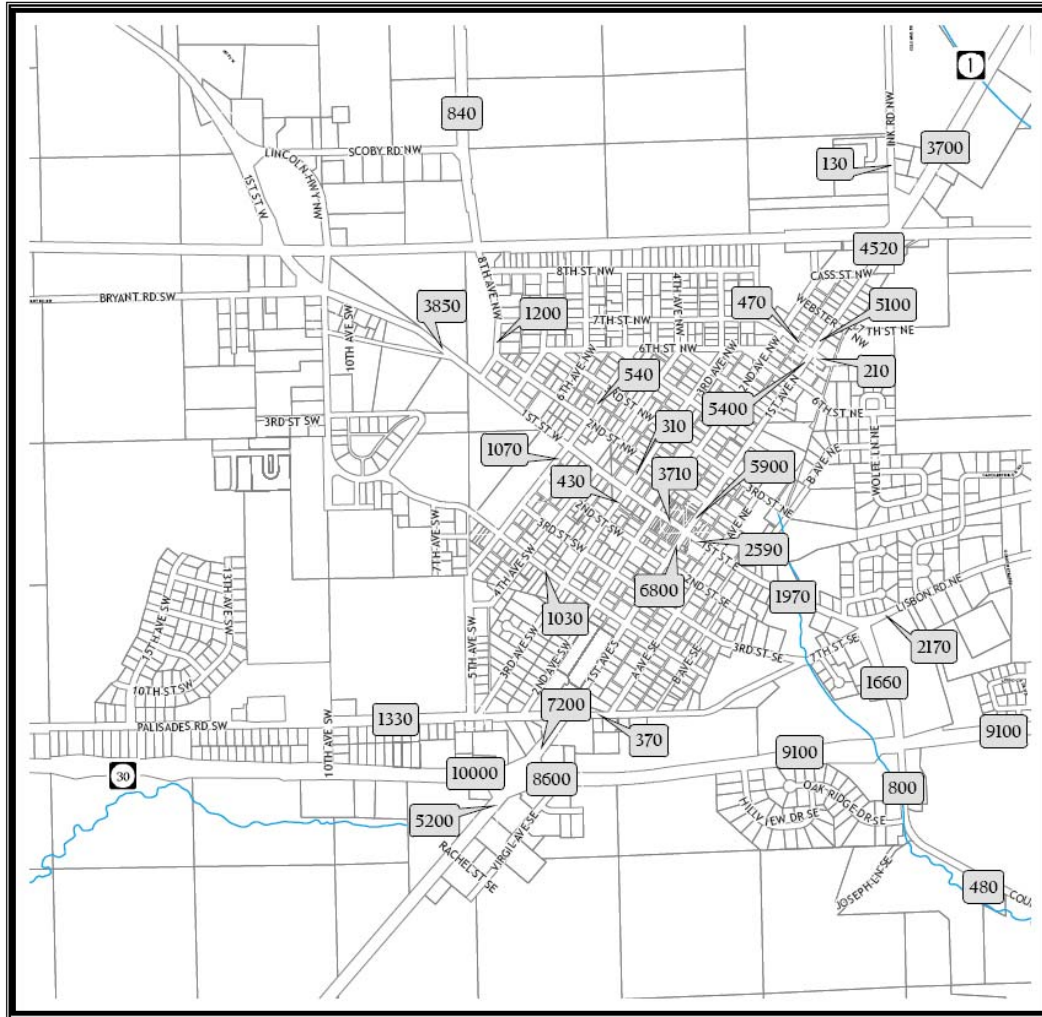 1
840
INK RD NW
3700
SCOBY RD NW
LINCOLN HWY NW
130
1ST ST W
4520
8TH AVE NW
8TH ST NW
4TH AVE NW
CASS ST NW
BRYANT RD SW
3850
1200
470
WEBSTER ST NW
5100
7TH ST NW
7TH ST NE
10TH AVE SW
6TH ST NW
6TH AVE NW
540
3RD AVE NW
2ND AVE NW
210
3RD ST NW
5400
1ST AVE N
6TH ST NE
3RD ST SW
1ST ST W
2ND ST NW
310
B AVE NE
WOLFE LN NE
1070
430
3710
5900
3RD ST NE
2ND ST SW
3RD ST SW
AVE NE
7TH AVE SW
1ST ST E
2590
4TH AVE SW
6800
2ND ST SE
1970
LISBON RD NE
13TH AVE SW
15TH AVE SW
1030
3RD ST SE
7TH ST SE
2170
5TH AVE SW
3RD AVE SW
2ND AVE SW
1ST AVE S
A AVE SE
B AVE SE
10TH ST SW
1660
7200
PALISADES RD SW
10TH AVE SW
1330
370
9100
30
10000
8600
9100
800
OAK RIDGE DR SE
5200
HILLVIEW DR SE
VIRGIL AVE SE
RACHEL ST SE
JOSEPH LN SE
480
COU